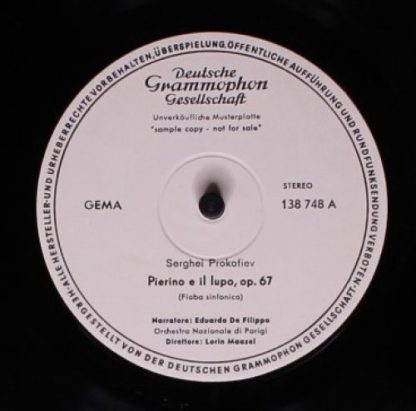 ALLE HERSTELLER- UND URHEBERRECHTE VORBEHALTEN. ÜBERSPIELUNG, ÖFFENTLICHE AUFFÜHRUNG UND RUNDFUNKSENDUNG VERBOTEN.
HERGESTELLT VON DER DEUTSCHEN GRAMMOPHON GESELLSCHAFT
Deutsche
Grammophon
Gesellschaft
Unverkäufliche Musterplatte
"sample copy - not for sale"
STEREO
GEMA
138 748 A
Serghei Prokofiev
Pierino e il lupo, op. 67
(Fiaba sinfonica)
Narratore: Eduardo De Filippo
Orchestra Nazionale di Parigi
Direttore: Lorin Maazel